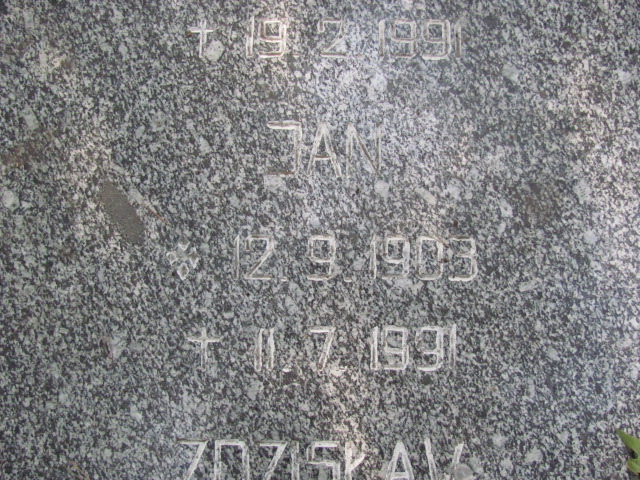 ✝ 19. 2. 1991
JAN
✲ 12. 9. 1903
✝ 11. 7. 1991